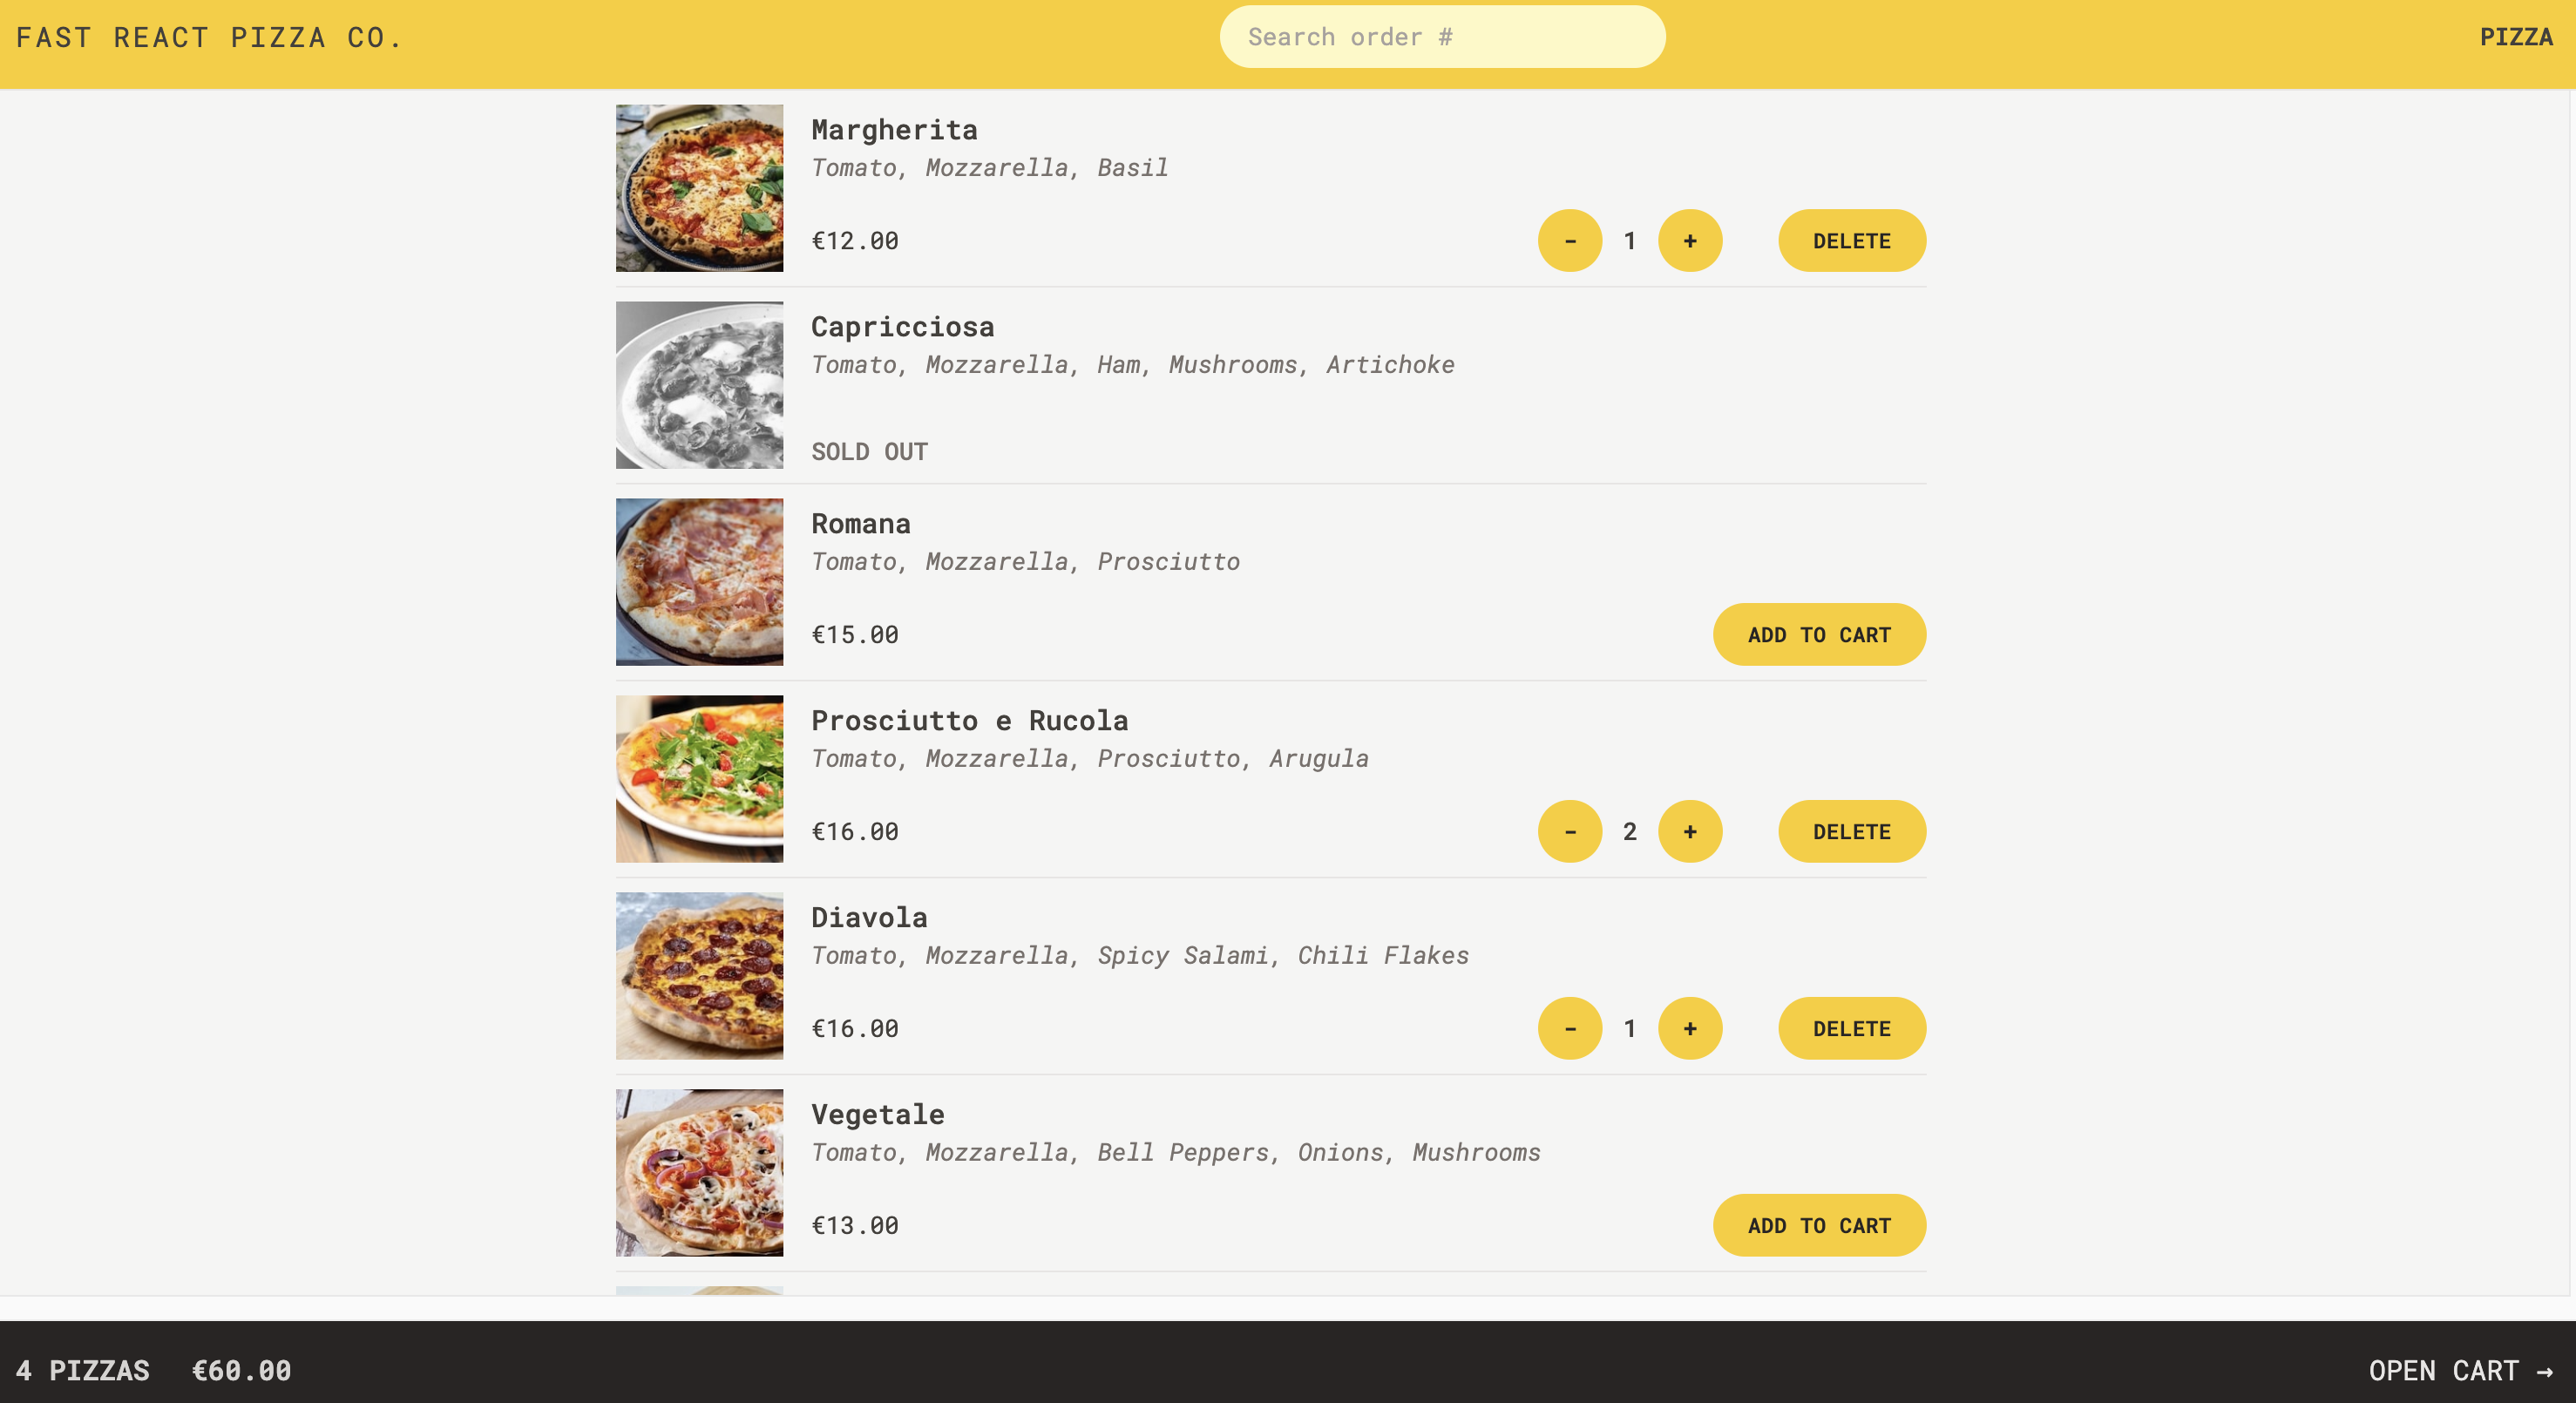 FAST REACT PIZZA CO.
Search order #
PIZZA
Margherita
Tomato, Mozzarella, Basil
€12.00
- 1 + DELETE
Capricciosa
Tomato, Mozzarella, Ham, Mushrooms, Artichoke
SOLD OUT
Romana
Tomato, Mozzarella, Prosciutto
€15.00
ADD TO CART
Prosciutto e Rucola
Tomato, Mozzarella, Prosciutto, Arugula
€16.00
- 2 + DELETE
Diavola
Tomato, Mozzarella, Spicy Salami, Chili Flakes
€16.00
- 1 + DELETE
Vegetale
Tomato, Mozzarella, Bell Peppers, Onions, Mushrooms
€13.00
ADD TO CART
4 PIZZAS €60.00
OPEN CART →